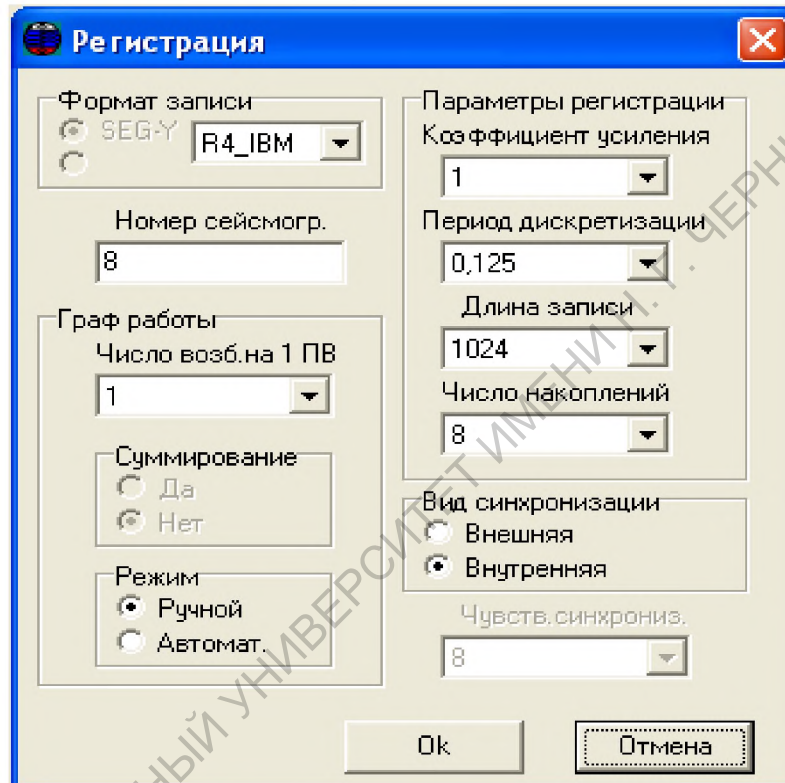 Регистрация
Формат записи
SEG-Y
R4_IBM
Номер сейсмогр.
8
Граф работы
Число возб.на 1 ПВ
1
Суммирование
Да
Нет
Режим
Ручной
Автомат.
Параметры регистрации
Коэффициент усиления
1
Период дискретизации
0,125
Длина записи
1024
Число накоплений
8
Вид синхронизации
Внешняя
Внутренняя
Чувств.синхрониз.
8
Ok
Отмена
УНИВЕРСИТЕТ ИМЕНИ Н. Г.